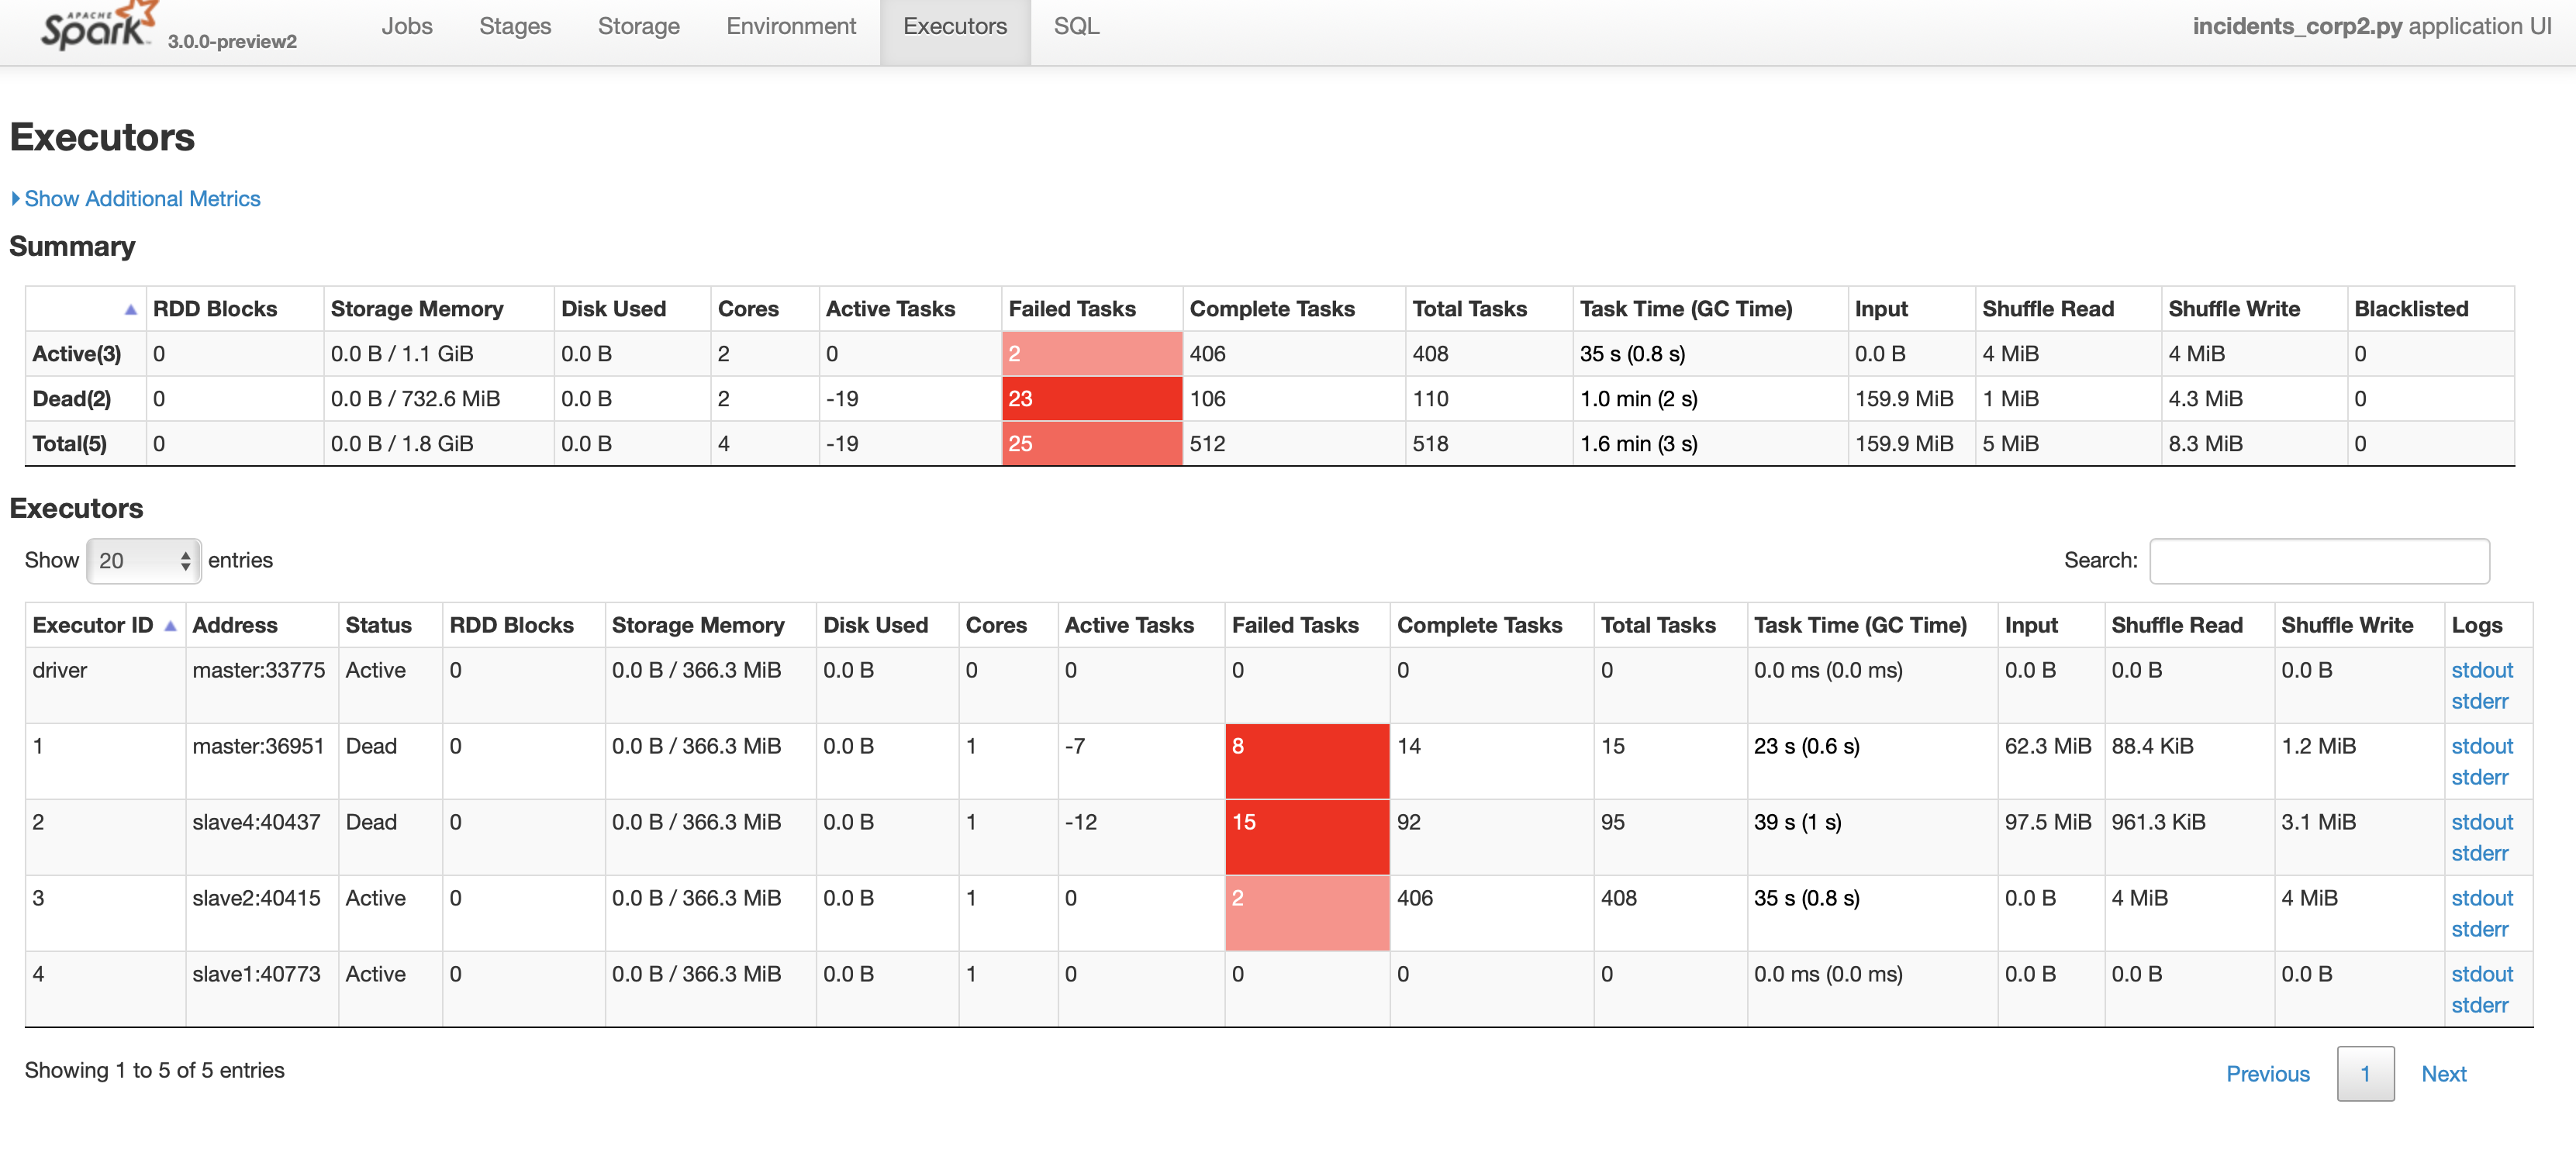 APACHE
Spark 3.0.0-preview2 Jobs Stages Storage Environment Executors SQL incidents_corp2.py application UI
Executors
Show Additional Metrics
Summary
RDD Blocks Storage Memory Disk Used Cores Active Tasks Failed Tasks Complete Tasks Total Tasks Task Time (GC Time) Input Shuffle Read Shuffle Write Blacklisted
Active(3) 0 0.0 B / 1.1 GiB 0.0 B 2 0 2 406 408 35 s (0.8 s) 0.0 B 4 MiB 4 MiB 0
Dead(2) 0 0.0 B / 732.6 MiB 0.0 B 2 -19 23 106 110 1.0 min (2 s) 159.9 MiB 1 MiB 4.3 MiB 0
Total(5) 0 0.0 B / 1.8 GiB 0.0 B 4 -19 25 512 518 1.6 min (3 s) 159.9 MiB 5 MiB 8.3 MiB 0
Executors
Show 20 entries Search:
Executor ID Address Status RDD Blocks Storage Memory Disk Used Cores Active Tasks Failed Tasks Complete Tasks Total Tasks Task Time (GC Time) Input Shuffle Read Shuffle Write Logs
driver master:33775 Active 0 0.0 B / 366.3 MiB 0.0 B 0 0 0 0 0 0.0 ms (0.0 ms) 0.0 B 0.0 B 0.0 B stdout
stderr
1 master:36951 Dead 0 0.0 B / 366.3 MiB 0.0 B 1 -7 8 14 15 23 s (0.6 s) 62.3 MiB 88.4 KiB 1.2 MiB stdout
stderr
2 slave4:40437 Dead 0 0.0 B / 366.3 MiB 0.0 B 1 -12 15 92 95 39 s (1 s) 97.5 MiB 961.3 KiB 3.1 MiB stdout
stderr
3 slave2:40415 Active 0 0.0 B / 366.3 MiB 0.0 B 1 0 2 406 408 35 s (0.8 s) 0.0 B 4 MiB 4 MiB stdout
stderr
4 slave1:40773 Active 0 0.0 B / 366.3 MiB 0.0 B 1 0 0 0 0 0.0 ms (0.0 ms) 0.0 B 0.0 B 0.0 B stdout
stderr
Showing 1 to 5 of 5 entries Previous 1 Next